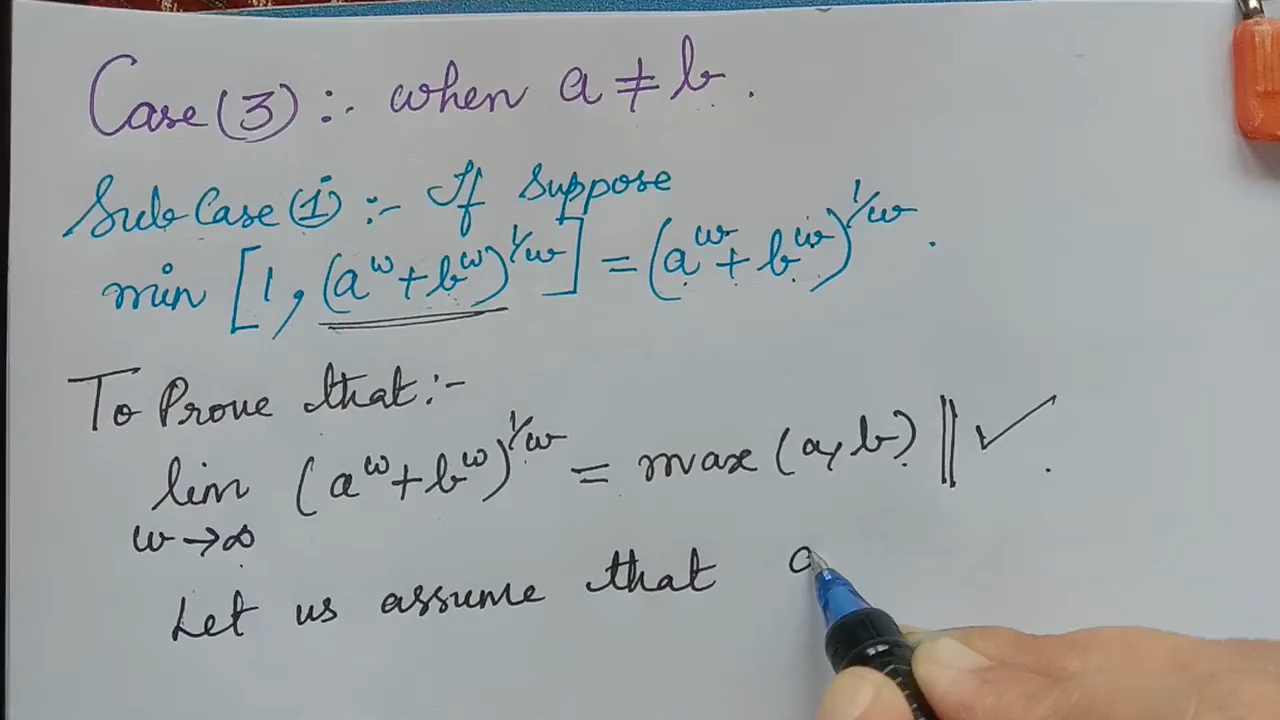 Case(3) :- when a ≠ b .
Sub Case(1) :- If Suppose
min [1, (a^w + b^w)^1/w] = (a^w + b^w)^1/w .
To Prove that :-
lim (a^w + b^w)^1/w = max (a, b) || ✓ .
w → ∞
Let us assume that a